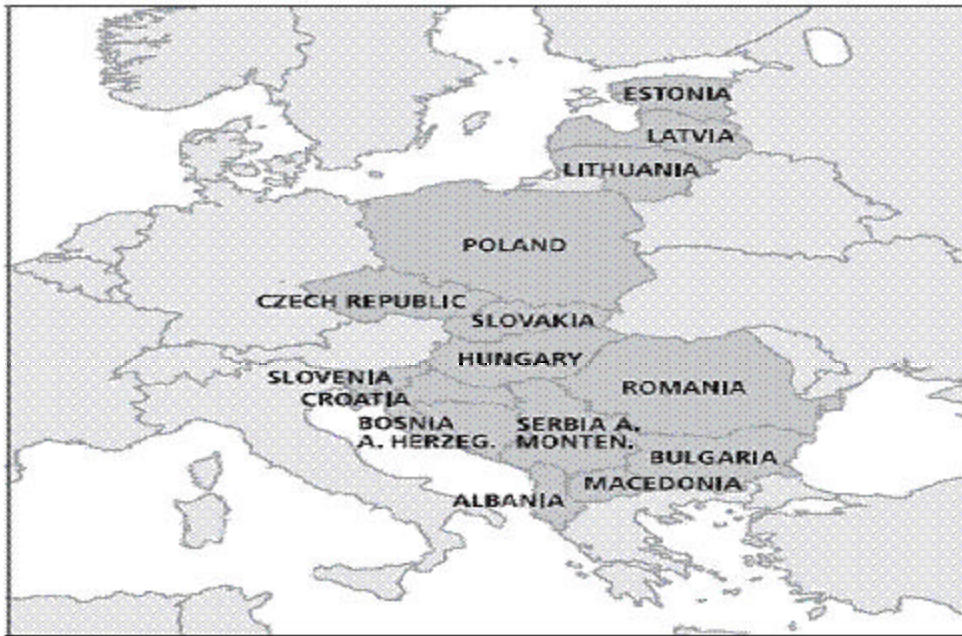 ESTONIA
LATVIA
LITHUANIA
POLAND
CZECH REPUBLIC
SLOVAKIA
HUNGARY
SLOVENIA
ROMANIA
CROATIA
BOSNIA
A. HERZEG.
SERBIA A.
MONTEN.
BULGARIA
MACEDONIA
ALBANIA